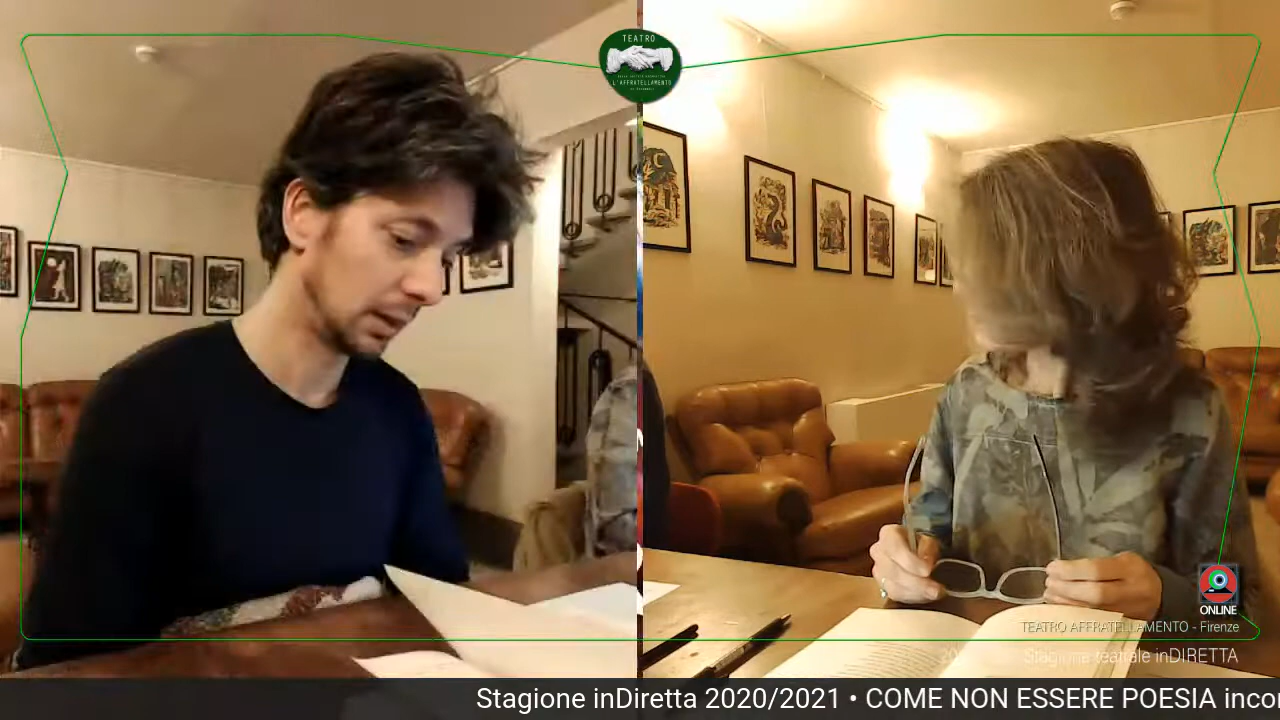 TEATRO
L'AFFRATELLAMENTO
ONLINE
TEATRO AFFRATELLAMENTO - Firenze
Stagione teatrale inDIRETTA
Stagione inDiretta 2020/2021 • COME NON ESSERE POESIA